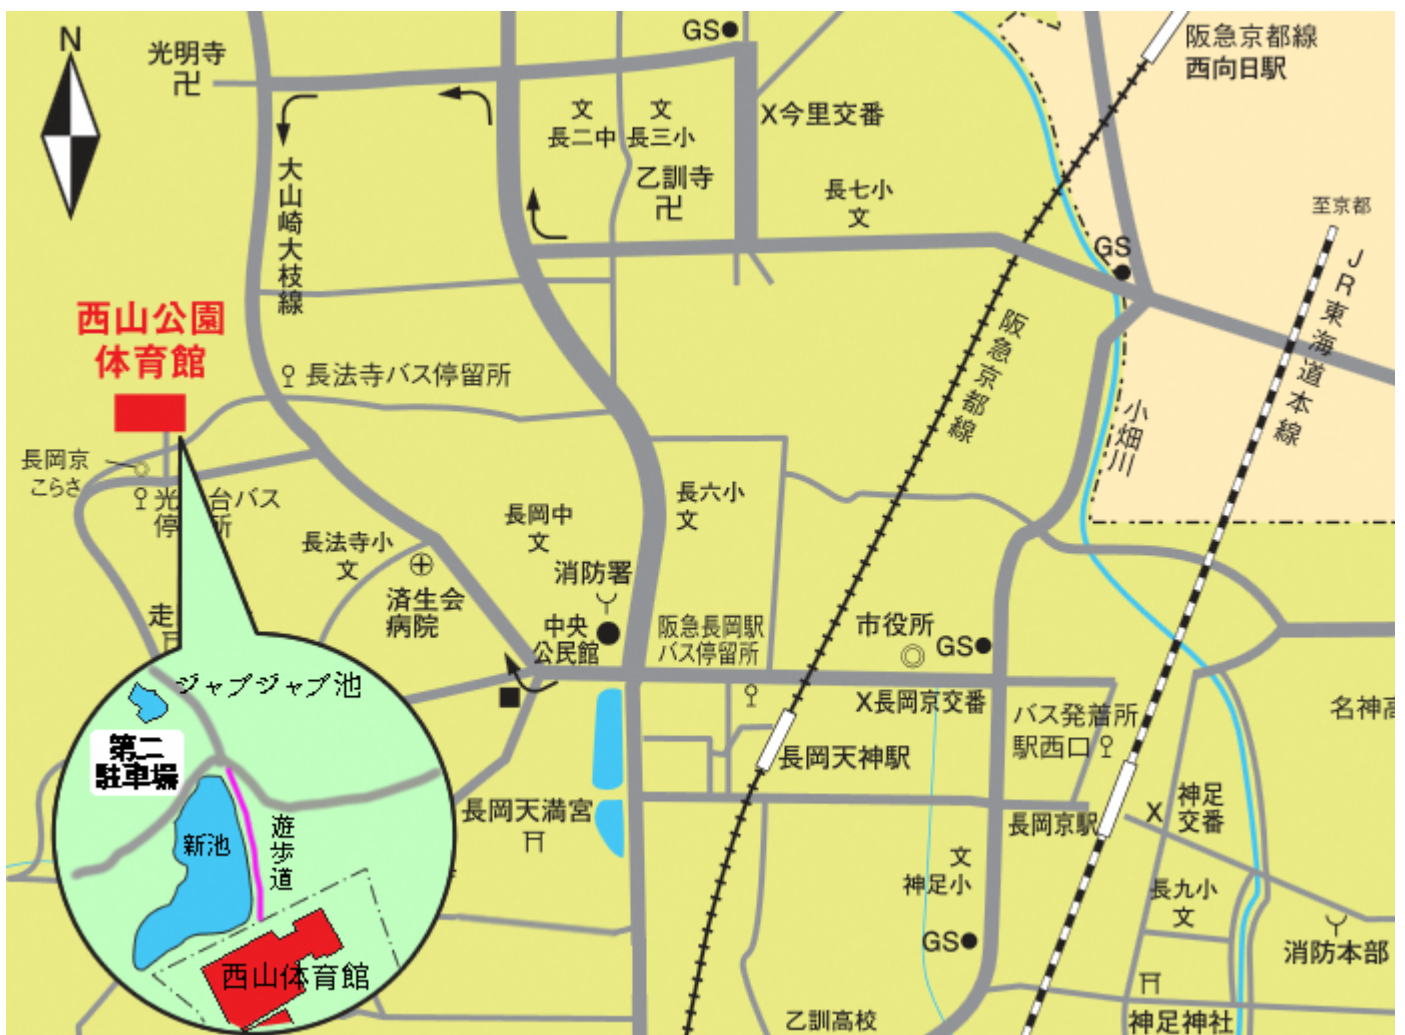 N
光明寺
GS
阪急京都線
西向日駅
文
長二中
文
長三小
X今里交番
乙訓寺
長七小
文
至京都
GS
JR東海道本線
大山崎大枝線
西山公園
体育館
阪急京都線
長法寺バス停留所
小畑川
長岡京
こらさ
光
台バス
停
所
長岡中
文
長六小
文
長法寺小
文
消防署
済生会
病院
走
中央
公民館
阪急長岡駅
バス停留所
市役所
GS
ジャブジャブ池
X長岡京交番
バス発着所
駅西口
名神高
第二
駐車場
長岡天神駅
長岡天満宮
長岡京駅
X
神足
交番
新池
遊歩道
文
神足小
長九小
文
GS
消防本部
西山体育館
乙訓高校
神足神社